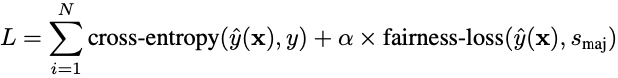 L = \sum_{i=1}^{N} \text{cross-entropy}(\hat{y}(\mathbf{x}), y) + \alpha \times \text{fairness-loss}(\hat{y}(\mathbf{x}), s_{\text{maj}})